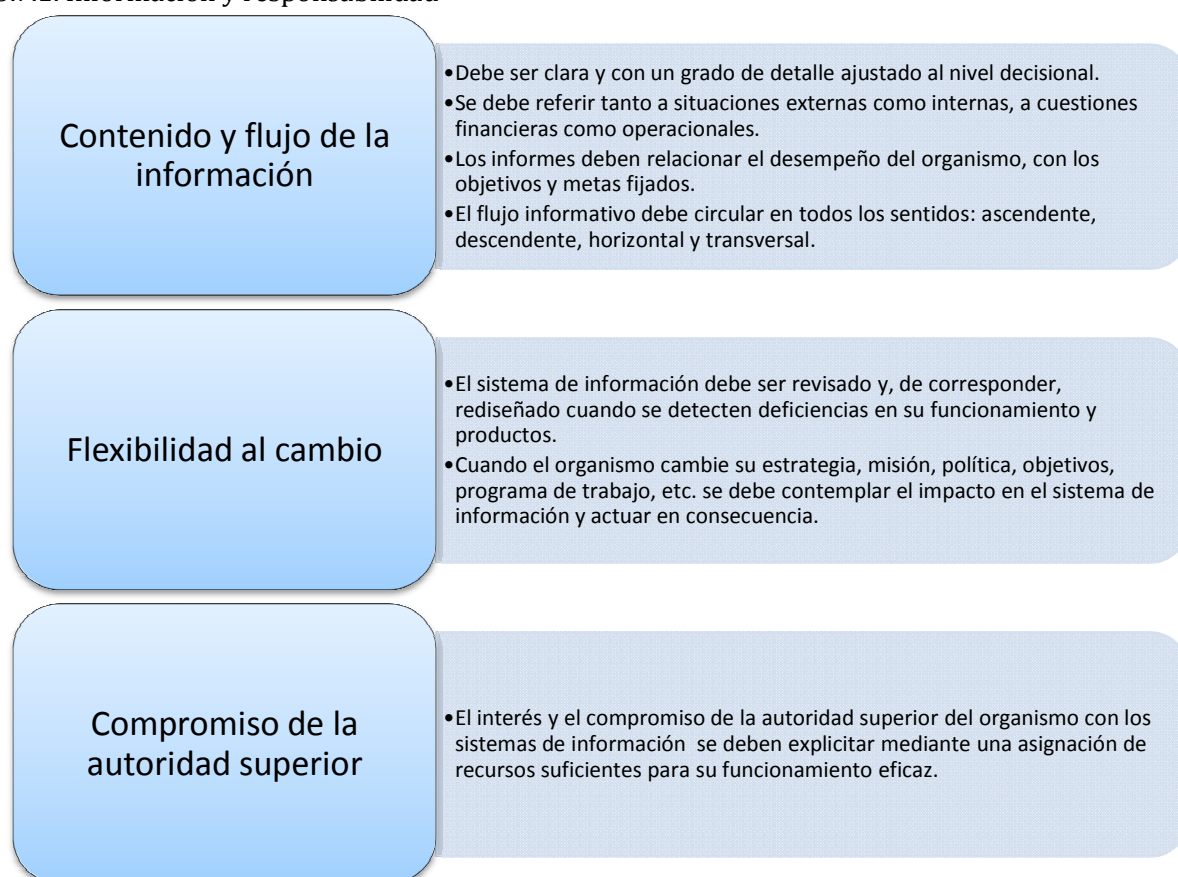 Información y responsabilidad
Contenido y flujo de la
información
•Debe ser clara y con un grado de detalle ajustado al nivel decisional.
•Se debe referir tanto a situaciones externas como internas, a cuestiones
financieras como operacionales.
•Los informes deben relacionar el desempeño del organismo, con los
objetivos y metas fijados.
•El flujo informativo debe circular en todos los sentidos: ascendente,
descendente, horizontal y transversal.
Flexibilidad al cambio
•El sistema de información debe ser revisado y, de corresponder,
rediseñado cuando se detecten deficiencias en su funcionamiento y
productos.
•Cuando el organismo cambie su estrategia, misión, política, objetivos,
programa de trabajo, etc. se debe contemplar el impacto en el sistema de
información y actuar en consecuencia.
Compromiso de la
autoridad superior
•El interés y el compromiso de la autoridad superior del organismo con los
sistemas de información se deben explicitar mediante una asignación de
recursos suficientes para su funcionamiento eficaz.